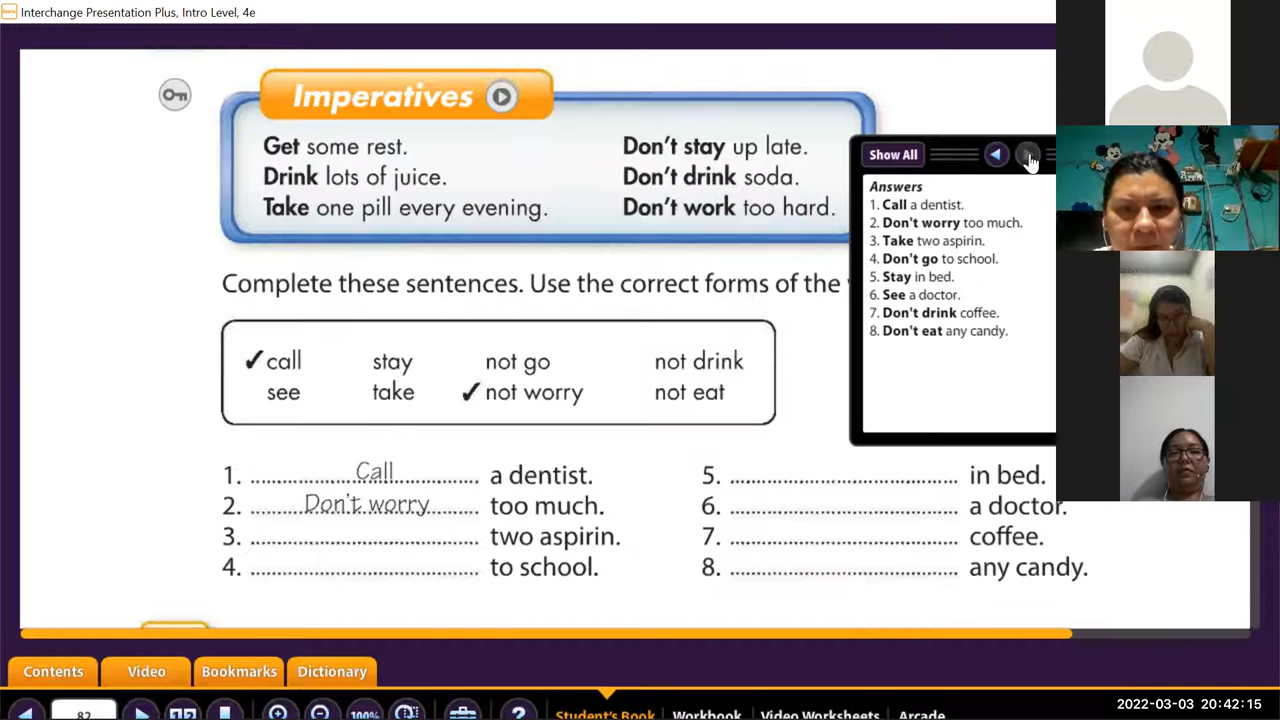 Interchange Presentation Plus, Intro Level, 4e
Imperatives
Get some rest.
Drink lots of juice.
Take one pill every evening.
Don't stay up late.
Don't drink soda.
Don't work too hard.
Show All
Answers
1. Call a dentist.
2. Don't worry too much.
3. Take two aspirin.
4. Don't go to school.
5. Stay in bed.
6. See a doctor.
7. Don't drink coffee.
8. Don't eat any candy.
Complete these sentences. Use the correct forms of the
✓ call stay not go not drink
see take ✓ not worry not eat
1. Call a dentist.
2. Don't worry too much.
3. ........ two aspirin.
4. ........ to school.
5. ........ in bed.
6. ........ a doctor.
7. ........ coffee.
8. ........ any candy.
Contents Video Bookmarks Dictionary
82 100% ? Student's Book Workbook Video Worksheets Arcade
2022-03-03 20:42:15